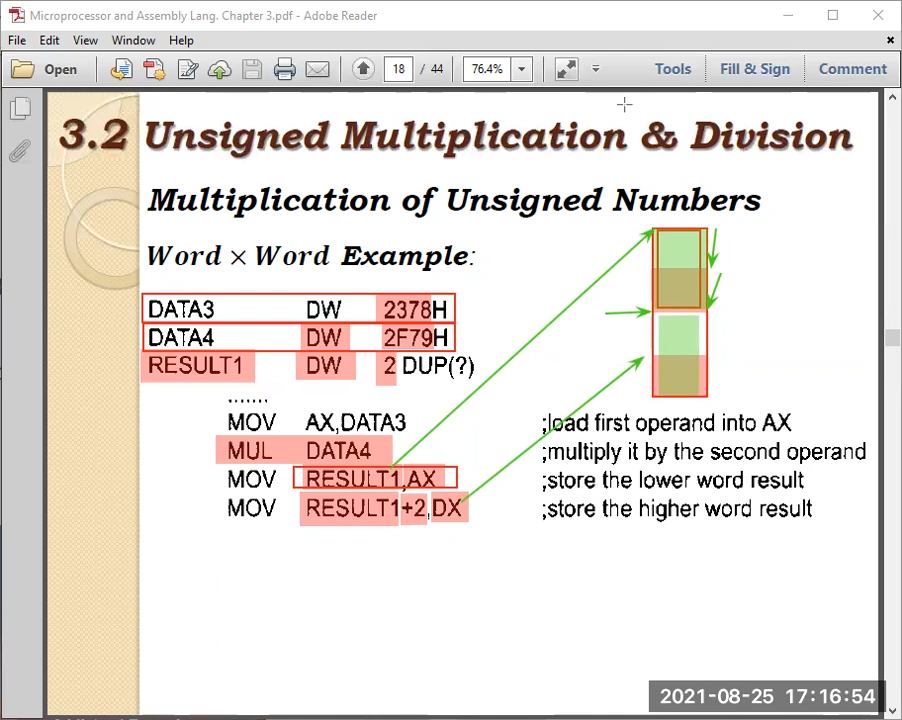 Microprocessor and Assembly Lang. Chapter 3.pdf - Adobe Reader
File Edit View Window Help
Open 18 / 44 76.4% Tools Fill & Sign Comment
3.2 Unsigned Multiplication & Division
Multiplication of Unsigned Numbers
Word × Word Example:
DATA3 DW 2378H
DATA4 DW 2F79H
RESULT1 DW 2 DUP(?)
.......
MOV AX,DATA3 ;load first operand into AX
MUL DATA4 ;multiply it by the second operand
MOV RESULT1,AX ;store the lower word result
MOV RESULT1+2,DX ;store the higher word result
2021-08-25 17:16:54